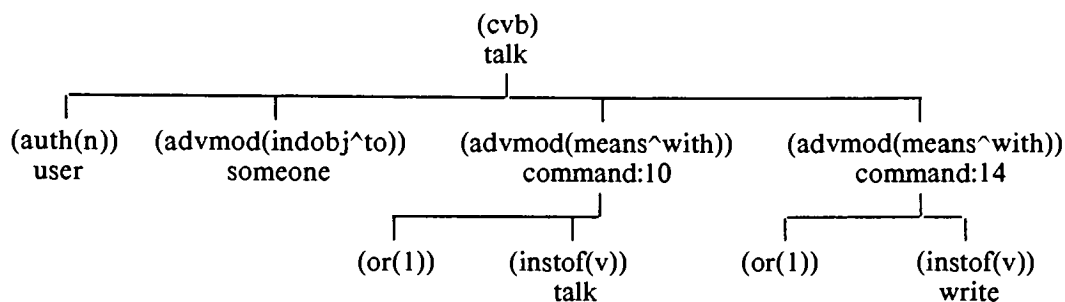 (cvb)
talk
(auth(n)) (advmod(indobj^to)) (advmod(means^with)) (advmod(means^with))
user someone command:10 command:14
(or(1)) (instof(v)) (or(1)) (instof(v))
talk write